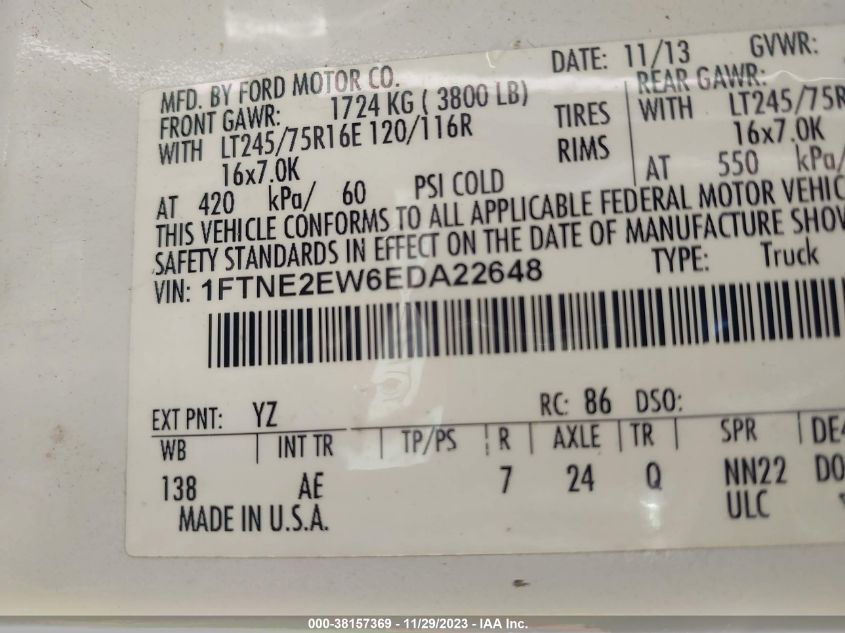 MFD. BY FORD MOTOR CO. DATE: 11/13 GVWR:
FRONT GAWR: 1724 KG ( 3800 LB) REAR GAWR:
WITH LT245/75R16E 120/116R TIRES WITH LT245/75R
16x7.0K RIMS 16x7.0K
AT 420 kPa/ 60 PSI COLD AT 550 kPa/
THIS VEHICLE CONFORMS TO ALL APPLICABLE FEDERAL MOTOR VEHIC
SAFETY STANDARDS IN EFFECT ON THE DATE OF MANUFACTURE SHOW
VIN: 1FTNE2EW6EDA22648 TYPE: Truck
EXT PNT: YZ RC: 86 DSO:
WB INT TR TP/PS R AXLE TR SPR DE
138 AE 7 24 Q NN22 DO
MADE IN U.S.A. ULC
000-38157369 - 11/29/2023 - IAA Inc.